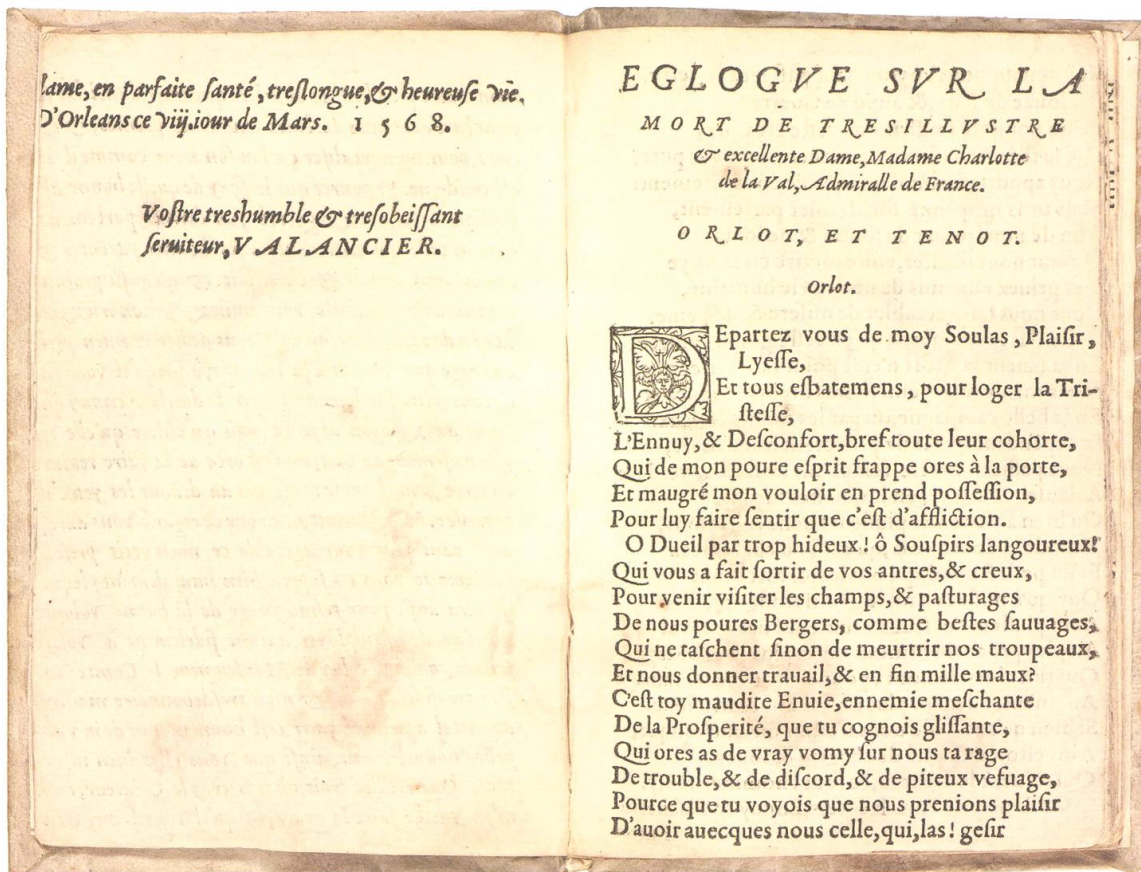 dame, en parfaite ſanté, treſlongue, & heureuſe vie.
D'Orleans ce viij. iour de Mars. 1568.
Voſtre treshumble & treſobeiſſant
ſeruiteur, VALANCIER.
EGLOGVE SVR LA
MORT DE TRESILLVSTRE
& excellente Dame, Madame Charlotte
de la Val, Admiralle de France.
ORLOT, ET TENOT.
Orlot.
DEpartez vous de moy Soulas, Plaiſir,
Lyeſſe,
Et tous eſbatemens, pour loger la Tri-
ſteſſe,
L'Ennuy, & Deſconfort, bref toute leur cohorte,
Qui de mon poure eſprit frappe ores à la porte,
Et maugré mon vouloir en prend poſſeſſion,
Pour luy faire ſentir que c'eſt d'affliction.
O Dueil par trop hideux! ô Souſpirs langoureux!
Qui vous a fait ſortir de vos antres, & creux,
Pour venir viſiter les champs, & paſturages
De nous poures Bergers, comme beſtes ſauuages,
Qui ne taſchent ſinon de meurtrir nos troupeaux,
Et nous donner trauail, & en fin mille maux?
C'eſt toy maudite Enuie, ennemie meſchante
De la Proſperité, que tu cognois gliſſante,
Qui ores as de vray vomy ſur nous ta rage
De trouble, & de diſcord, & de piteux vefuage,
Pource que tu voyois que nous prenions plaiſir
D'auoir auecques nous celle, qui, las! geſir